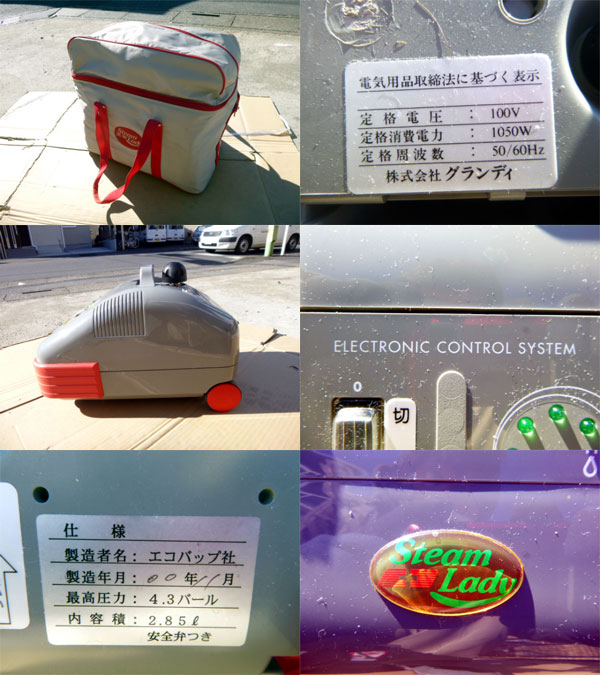 Steam
Lady
電気用品取締法に基づく表示
定格電圧 : 100V
定格消費電力 : 1050W
定格周波数 : 50/60Hz
株式会社 グランディ
ELECTRONIC CONTROL SYSTEM
0
切
仕 様
製造者名: エコバップ社
製造年月: 00年11月
最高圧力: 4.3バール
内容積: 2.85ℓ
安全弁つき
Steam
Lady